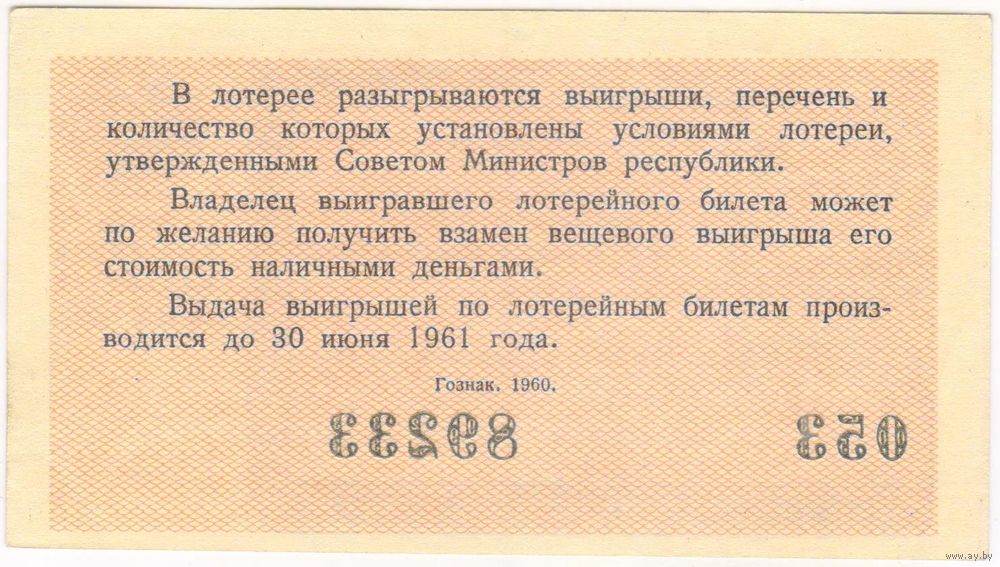 В лотерее разыгрываются выигрыши, перечень и
количество которых установлены условиями лотереи,
утвержденными Советом Министров республики.
Владелец выигравшего лотерейного билета может
по желанию получить взамен вещевого выигрыша его
стоимость наличными деньгами.
Выдача выигрышей по лотерейным билетам произ-
водится до 30 июня 1961 года.
Гознак. 1960.
89233 053
www.ay.by